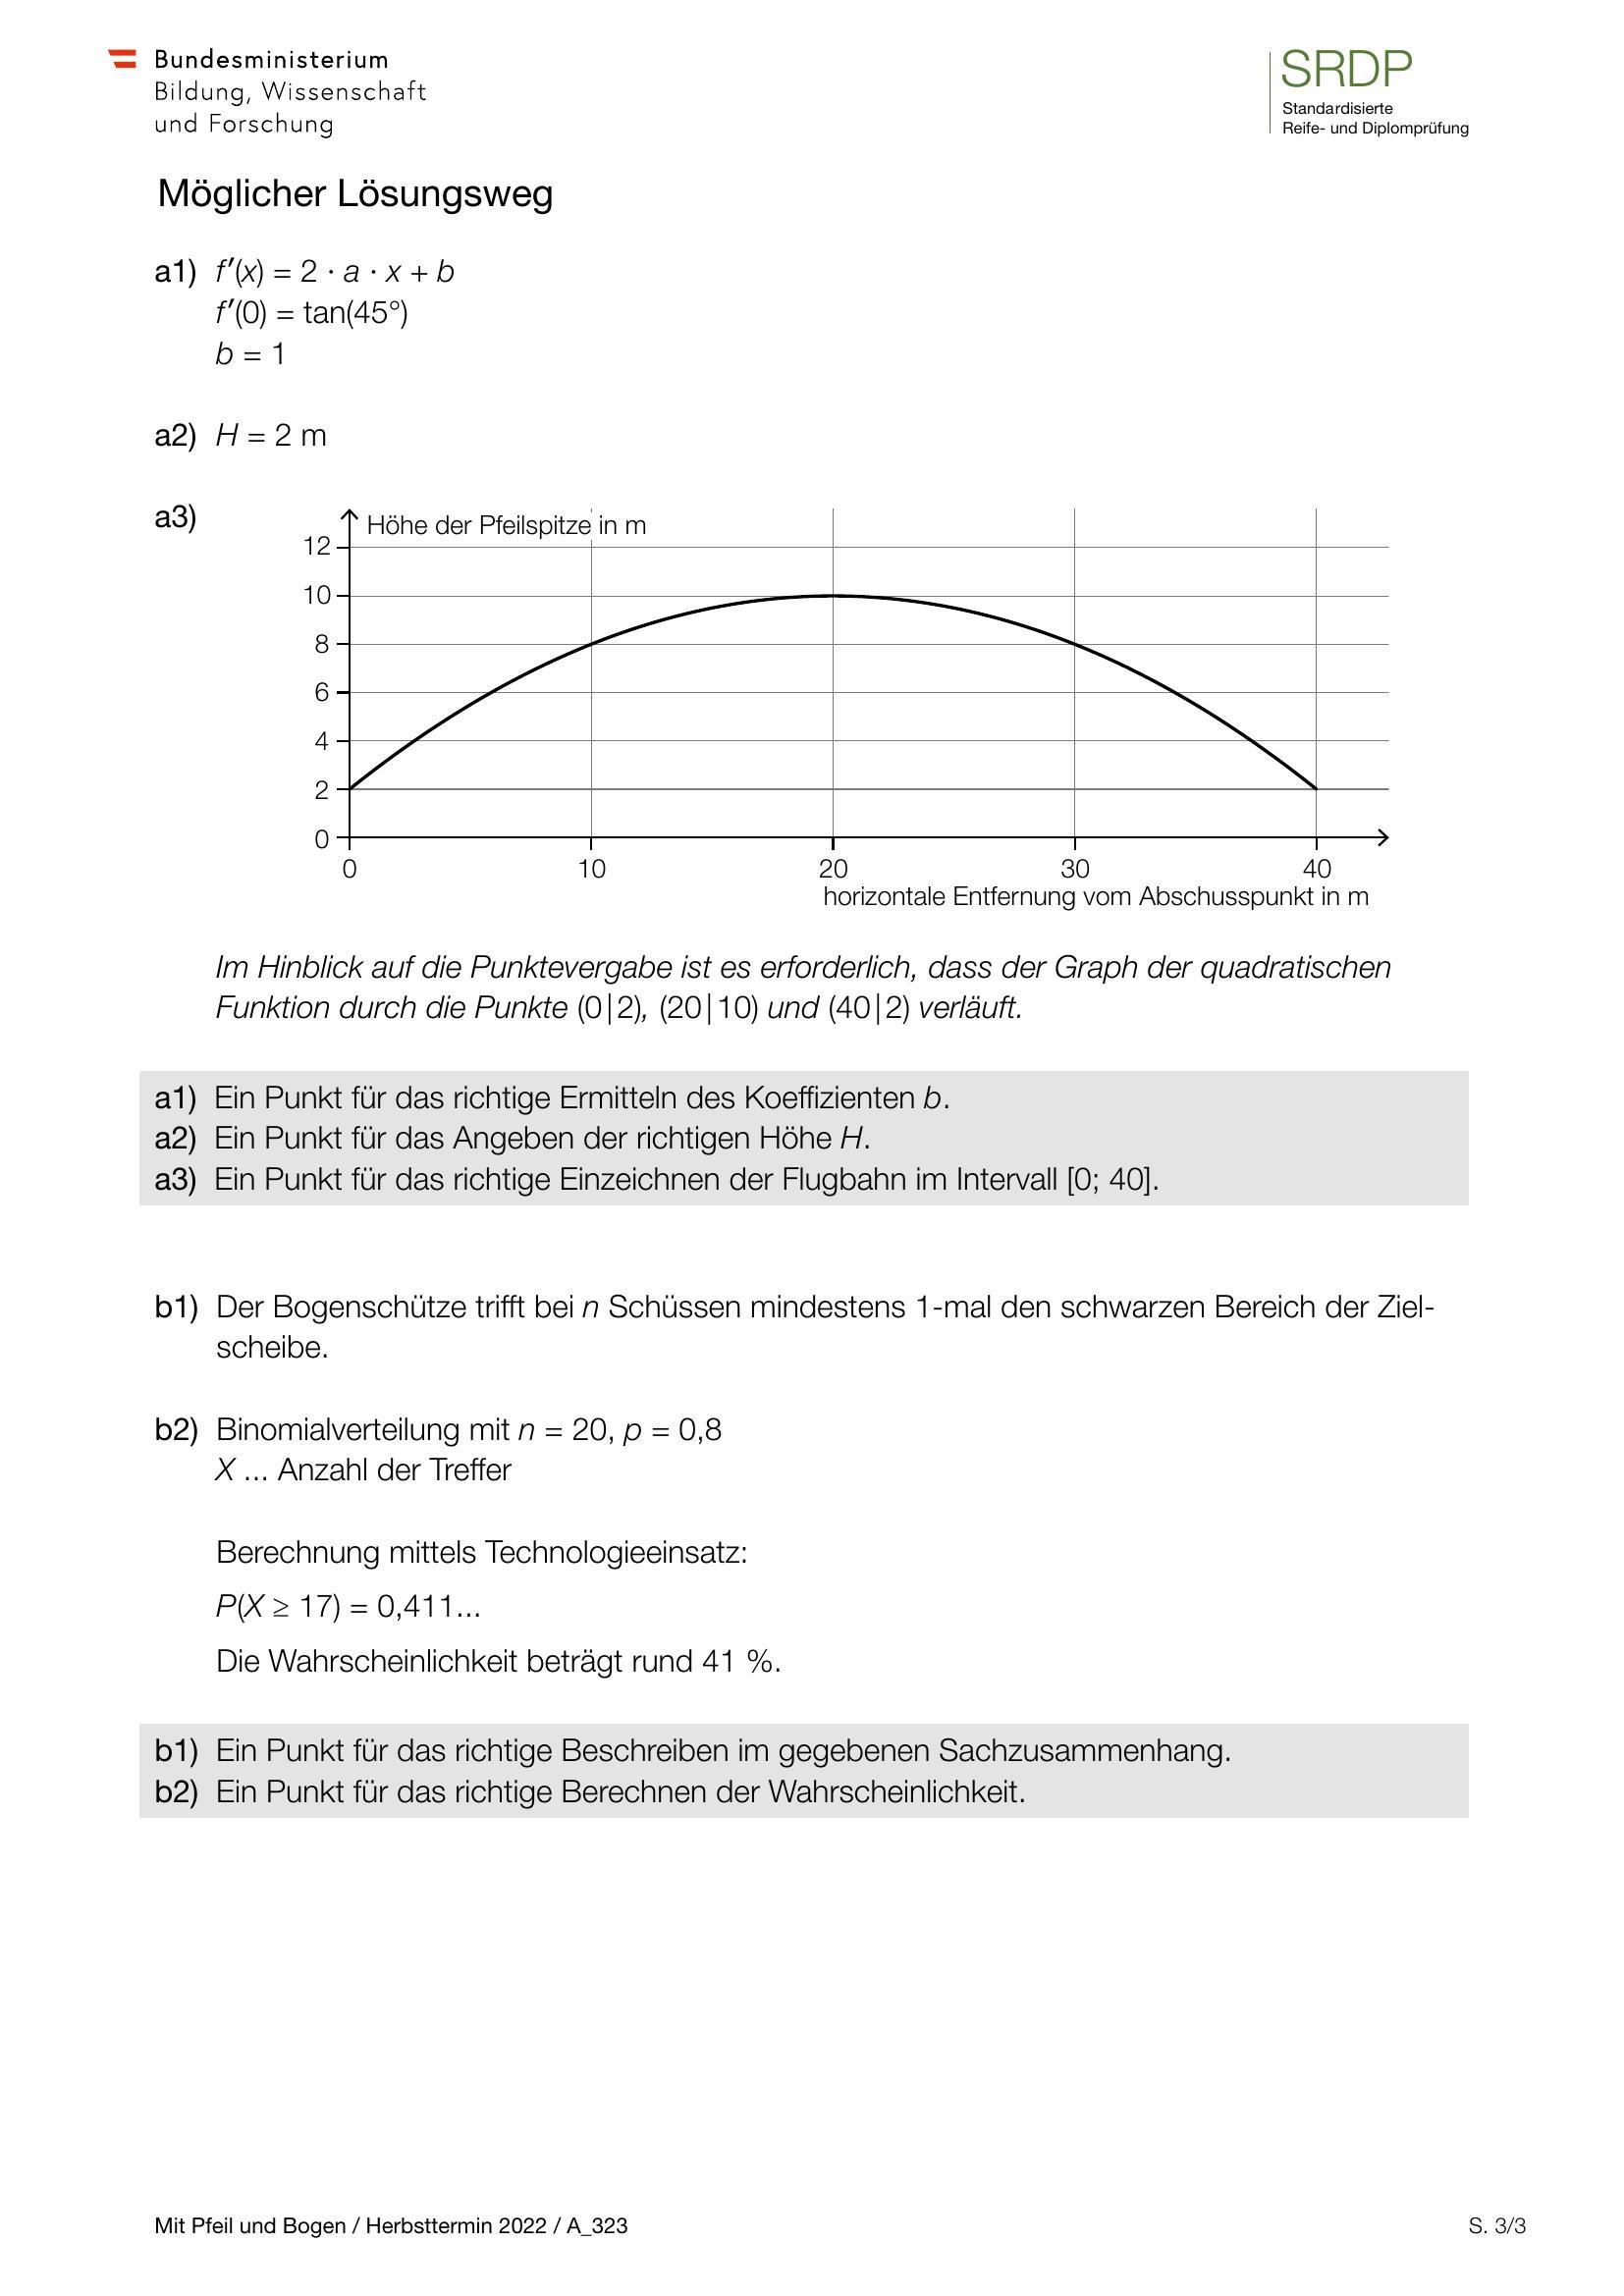 Bundesministerium
Bildung, Wissenschaft
und Forschung
SRDP
Standardisierte
Reife- und Diplomprüfung
Möglicher Lösungsweg
a1) f′(x) = 2 · a · x + b
f′(0) = tan(45°)
b = 1
a2) H = 2 m
a3)
Höhe der Pfeilspitze in m
12
10
8
6
4
2
0
0 10 20 30 40
horizontale Entfernung vom Abschusspunkt in m
Im Hinblick auf die Punktevergabe ist es erforderlich, dass der Graph der quadratischen
Funktion durch die Punkte (0|2), (20|10) und (40|2) verläuft.
a1) Ein Punkt für das richtige Ermitteln des Koeffizienten b.
a2) Ein Punkt für das Angeben der richtigen Höhe H.
a3) Ein Punkt für das richtige Einzeichnen der Flugbahn im Intervall [0; 40].
b1) Der Bogenschütze trifft bei n Schüssen mindestens 1-mal den schwarzen Bereich der Ziel-
scheibe.
b2) Binomialverteilung mit n = 20, p = 0,8
X ... Anzahl der Treffer
Berechnung mittels Technologieeinsatz:
P(X ≥ 17) = 0,411...
Die Wahrscheinlichkeit beträgt rund 41 %.
b1) Ein Punkt für das richtige Beschreiben im gegebenen Sachzusammenhang.
b2) Ein Punkt für das richtige Berechnen der Wahrscheinlichkeit.
Mit Pfeil und Bogen / Herbsttermin 2022 / A_323
S. 3/3